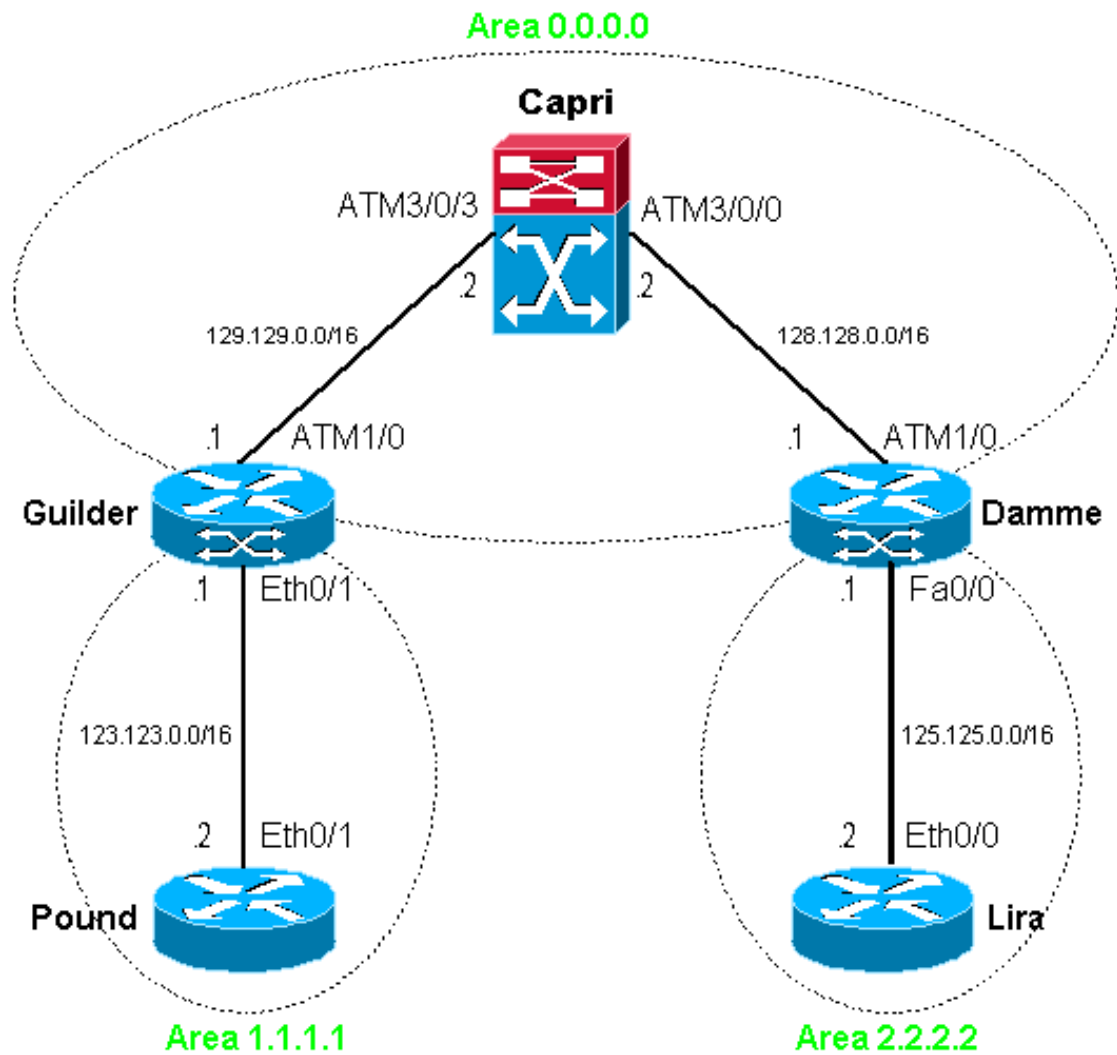 Area 0.0.0.0
Capri
ATM3/0/3
ATM3/0/0
.2
.2
129.129.0.0/16
128.128.0.0/16
.1
ATM1/0
.1
ATM1/0
Guilder
Damme
.1
Eth0/1
.1
Fa0/0
123.123.0.0/16
125.125.0.0/16
.2
Eth0/1
.2
Eth0/0
Pound
Lira
Area 1.1.1.1
Area 2.2.2.2